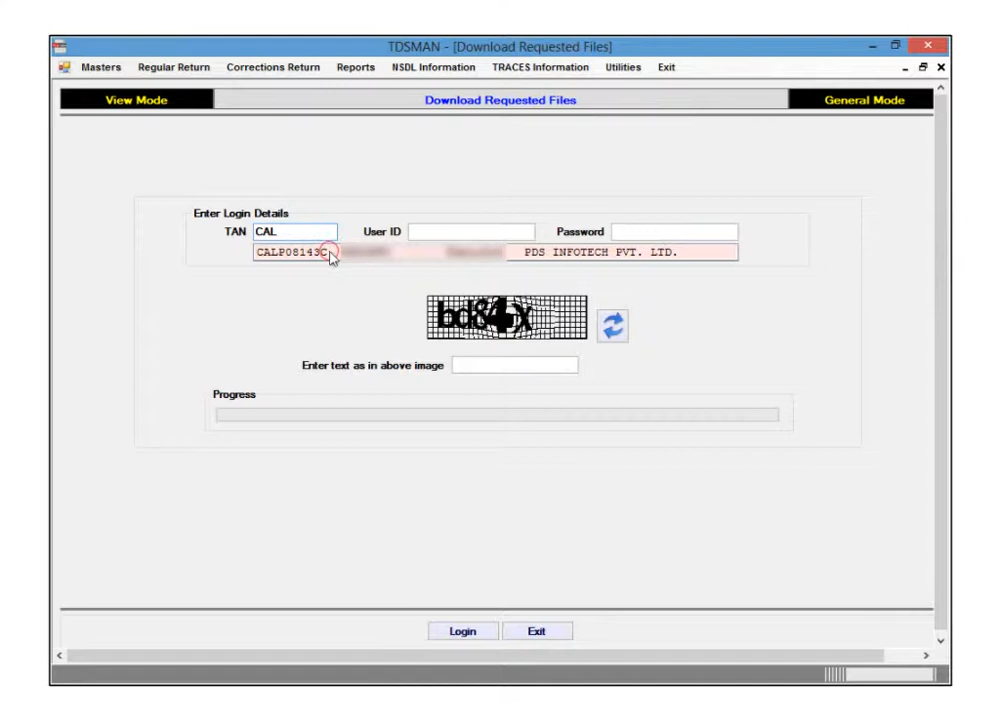 TDSMAN - [Download Requested Files]
Masters Regular Return Corrections Return Reports NSDL Information TRACES Information Utilities Exit
View Mode Download Requested Files General Mode
Enter Login Details
TAN CAL User ID Password
CALP08143C PDS INFOTECH PVT. LTD.
Enter text as in above image
Progress
Login Exit